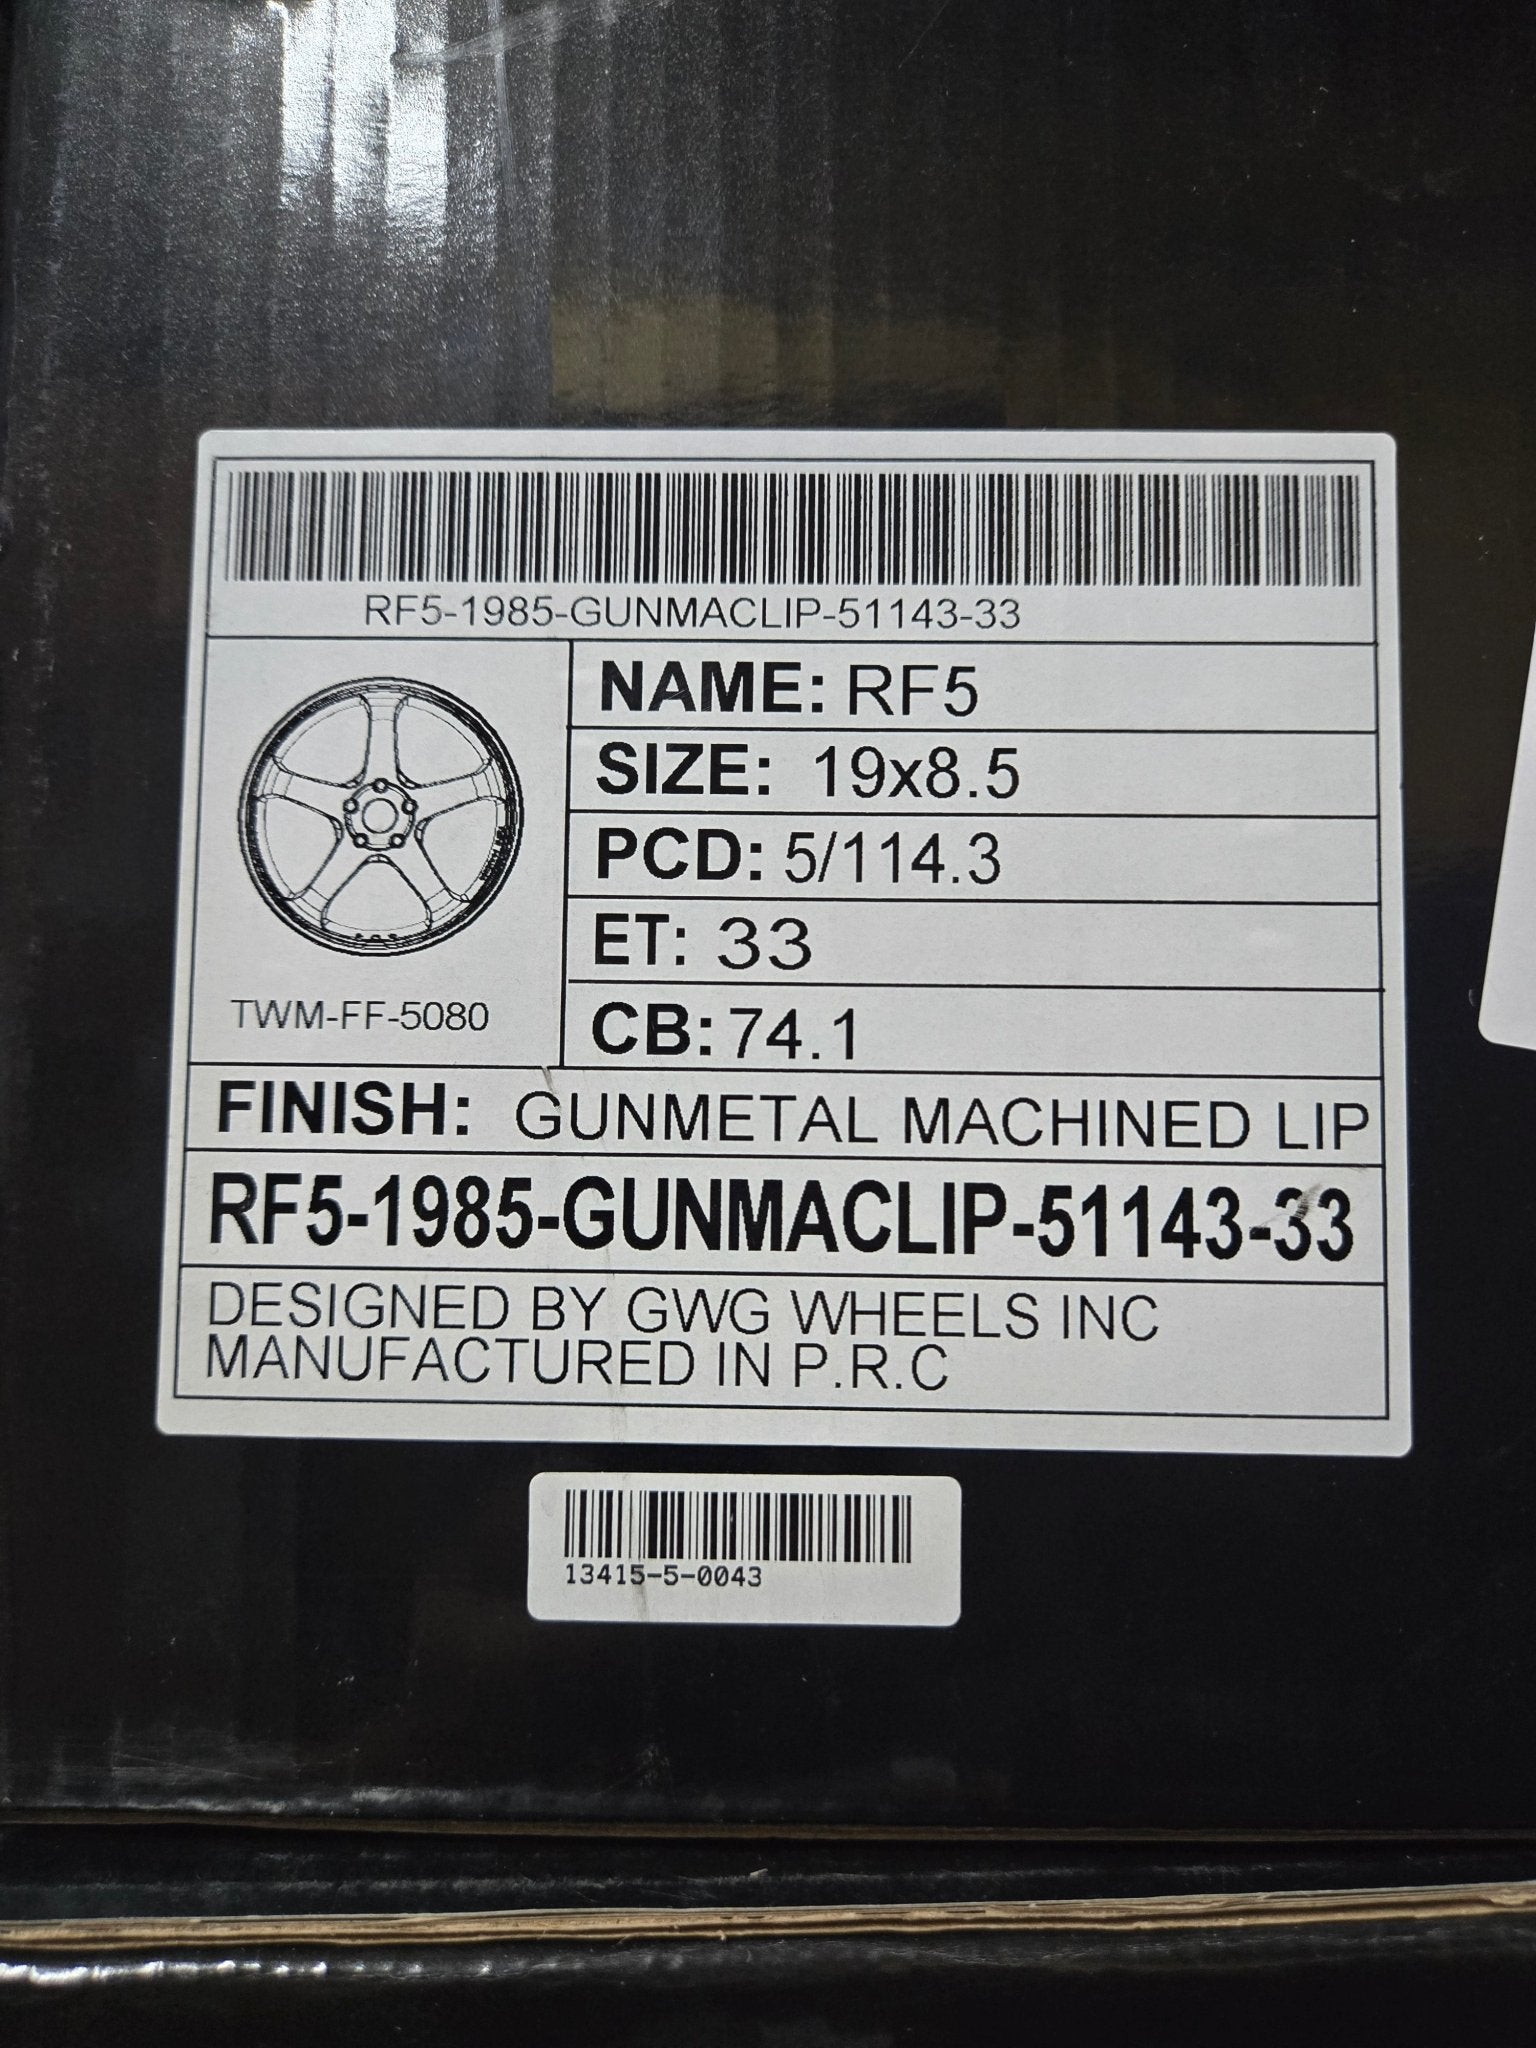 RF5-1985-GUNMACLIP-51143-33
NAME: RF5
SIZE: 19x8.5
PCD: 5/114.3
ET: 33
CB: 74.1
TWM-FF-5080
FINISH: GUNMETAL MACHINED LIP
RF5-1985-GUNMACLIP-51143-33
DESIGNED BY GWG WHEELS INC
MANUFACTURED IN P.R.C
13415-5-0043